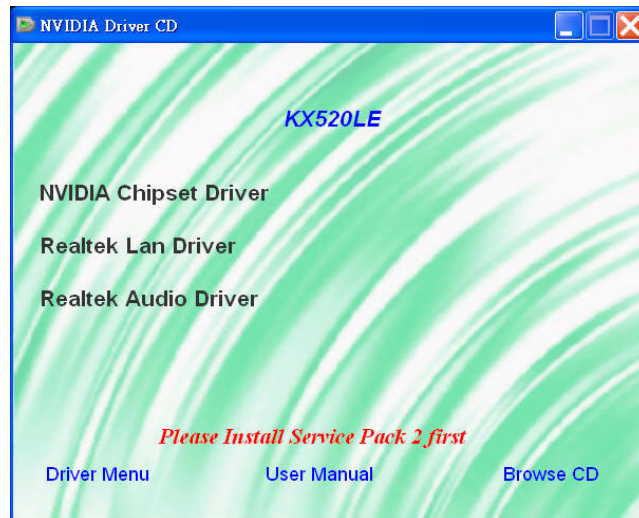 NVIDIA Driver CD
KX520LE
NVIDIA Chipset Driver
Realtek Lan Driver
Realtek Audio Driver
Please Install Service Pack 2 first
Driver Menu User Manual Browse CD